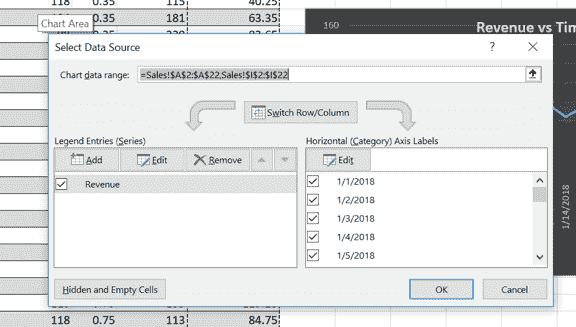 118 0.35 115 40.25
0.35 181 63.35
Chart Area
160
Revenue vs Tim
Select Data Source
? ×
Chart data range: =Sales!$A$2:$A$22,Sales!$I$2:$I$22
Switch Row/Column
Legend Entries (Series)
Add Edit Remove
Revenue
Horizontal (Category) Axis Labels
Edit
1/1/2018
1/2/2018
1/3/2018
1/4/2018
1/5/2018
1/14/2018
Hidden and Empty Cells
OK Cancel
118 0.75 113 84.75